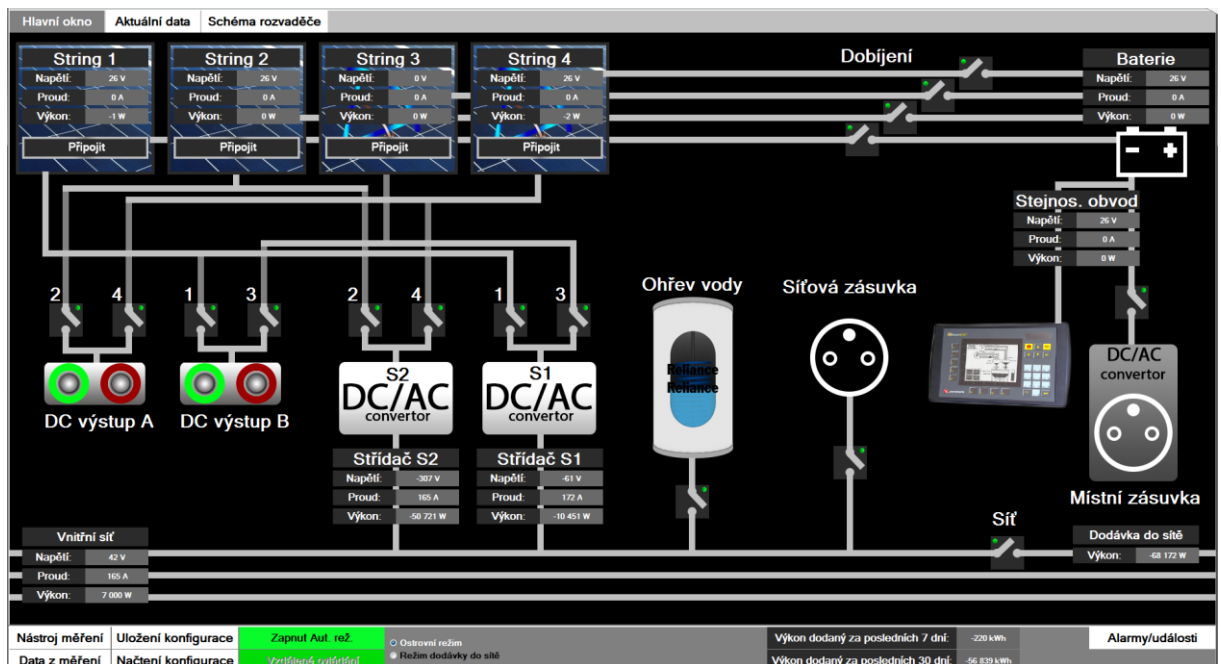 Hlavní okno Aktuální data Schéma rozvaděče
String 1 String 2 String 3 String 4 Dobíjení Baterie
Napětí: 26 V Napětí: 26 V Napětí: 0 V Napětí: 26 V Napětí: 26 V
Proud: 0 A Proud: 0 A Proud: 0 A Proud: 0 A Proud: 0 A
Výkon: -1 W Výkon: 0 W Výkon: 0 W Výkon: -2 W Výkon: 0 W
Připojit Připojit Připojit Připojit
Stejnos. obvod
Napětí: 26 V
Proud: 0 A
Výkon: 0 W
Ohřev vody Síťová zásuvka
2 4 1 3 2 4 1 3
Reliance
Reliance
S2 S1
DC/AC DC/AC
convertor convertor
DC/AC
convertor
DC výstup A DC výstup B
Střídač S2 Střídač S1
Napětí: -307 V Napětí: -61 V
Proud: 165 A Proud: 172 A
Výkon: -50 721 W Výkon: -10 451 W
Místní zásuvka
Síť
Vnitřní síť Dodávka do sítě
Napětí: 42 V Výkon: -68 172 W
Proud: 165 A
Výkon: 7 000 W
Nástroj měření Uložení konfigurace Zapnut Aut. rež. Ostrovní režim Výkon dodaný za posledních 7 dní: -220 kWh Alarmy/události
Data z měření Načtení konfigurace Režim dodávky do sítě Výkon dodaný za posledních 30 dní: -56 839 kWh